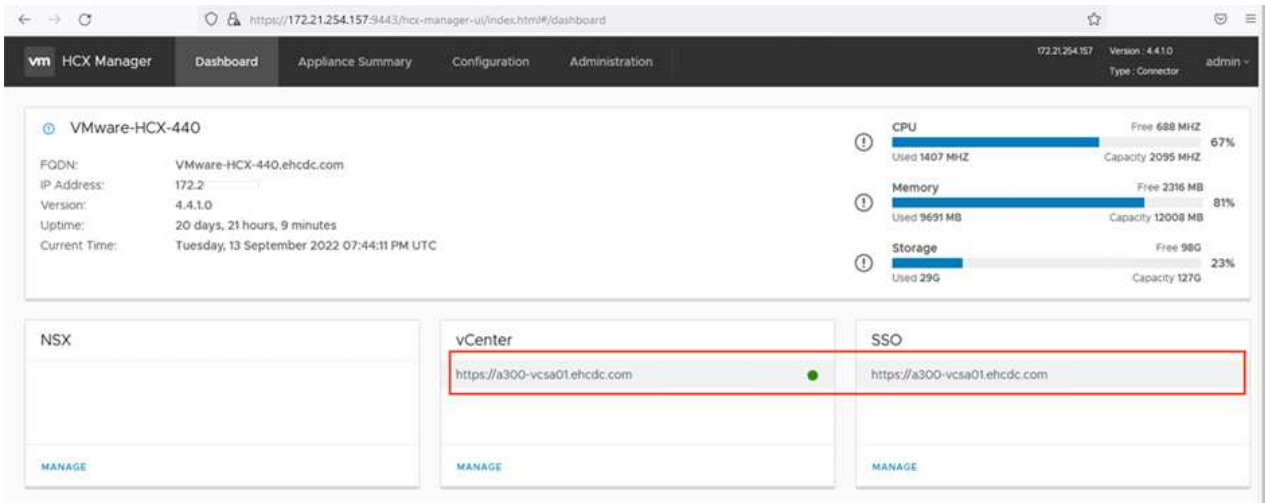 https://172.21.254.157:9443/hcx-manager-ui/index.html#/dashboard
vm HCX Manager Dashboard Appliance Summary Configuration Administration
172.21.254.157 Version : 4.4.1.0 admin
Type : Connector
VMware-HCX-440
FQDN: VMware-HCX-440.ehcdc.com
IP Address: 172.2
Version: 4.4.1.0
Uptime: 20 days, 21 hours, 9 minutes
Current Time: Tuesday, 13 September 2022 07:44:11 PM UTC
CPU Free 688 MHZ
67%
Used 1407 MHZ Capacity 2095 MHZ
Memory Free 2316 MB
81%
Used 9691 MB Capacity 12008 MB
Storage Free 98G
23%
Used 29G Capacity 127G
NSX
MANAGE
vCenter
https://a300-vcsa01.ehcdc.com
MANAGE
SSO
https://a300-vcsa01.ehcdc.com
MANAGE